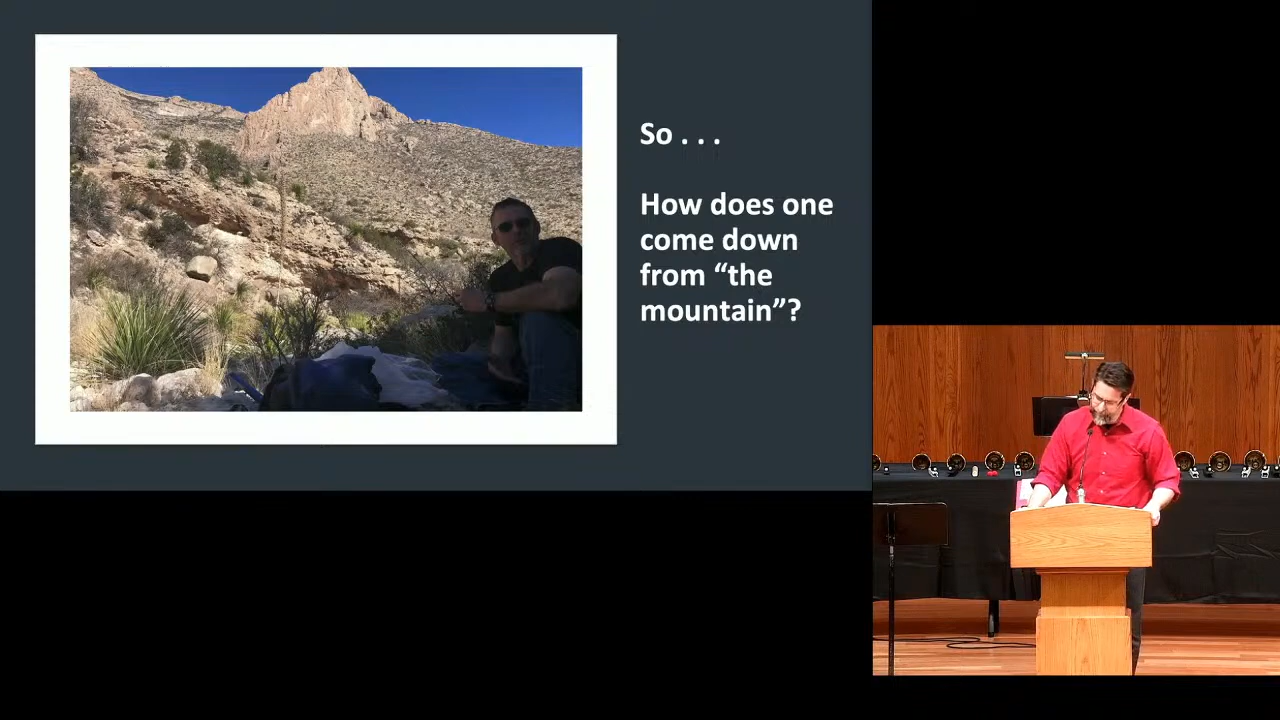 So . . .
How does one
come down
from “the
mountain”?